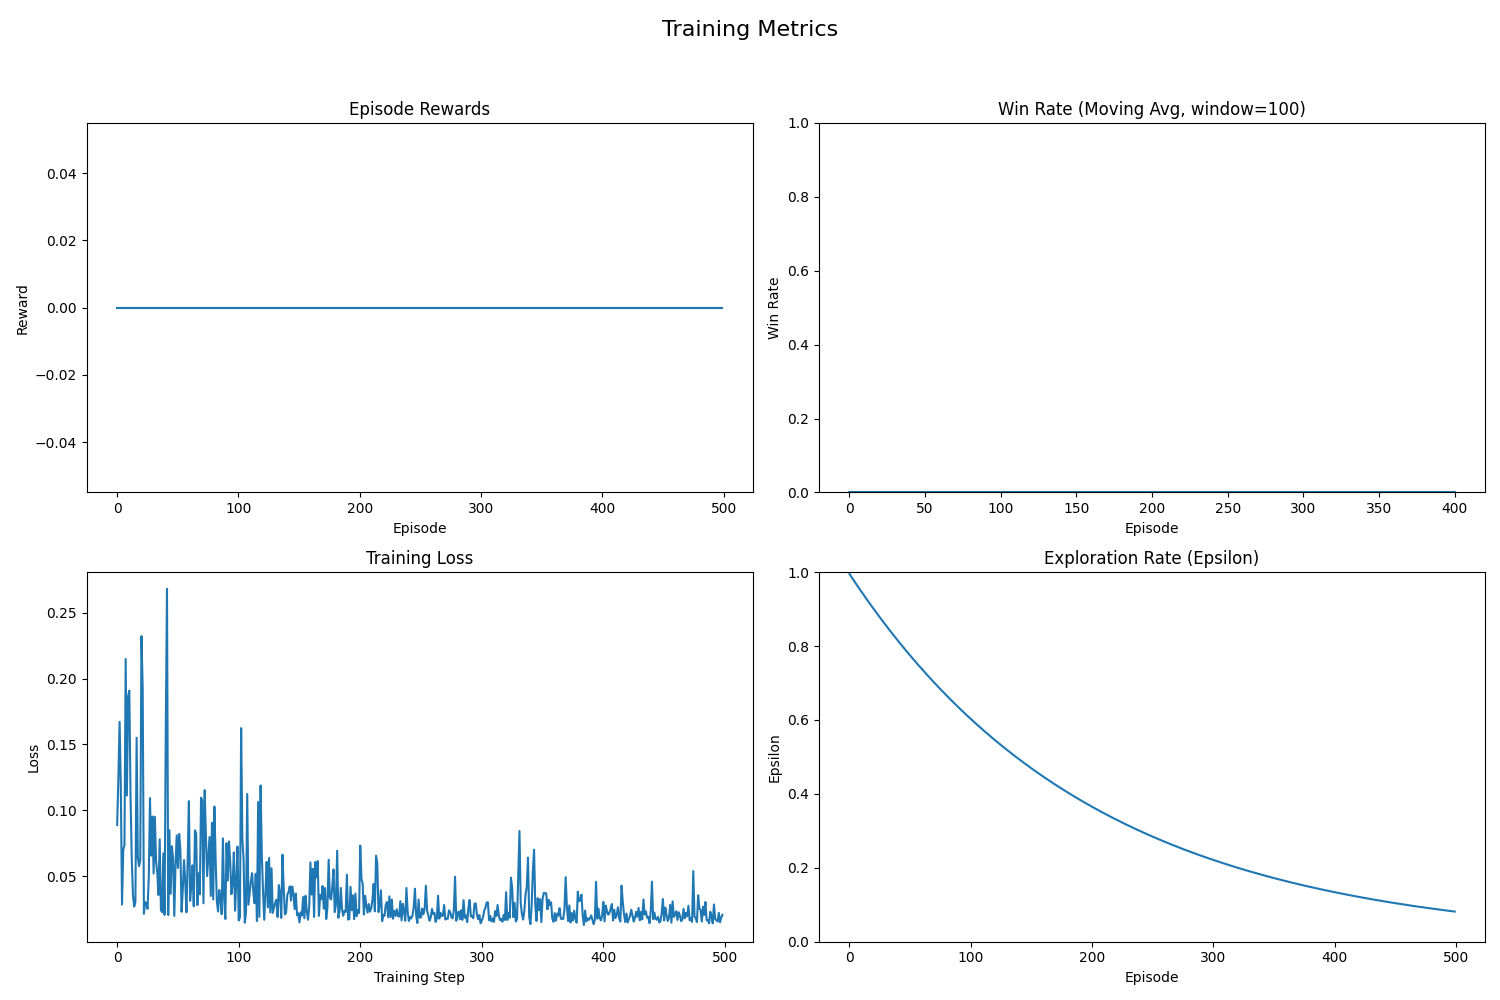 Training Metrics
Episode Rewards
0.04
0.02
0.00
−0.02
−0.04
Reward
0 100 200 300 400 500
Episode
Win Rate (Moving Avg, window=100)
1.0
0.8
0.6
0.4
0.2
0.0
Win Rate
0 50 100 150 200 250 300 350 400
Episode
Training Loss
0.25
0.20
0.15
0.10
0.05
Loss
0 100 200 300 400 500
Training Step
Exploration Rate (Epsilon)
1.0
0.8
0.6
0.4
0.2
0.0
Epsilon
0 100 200 300 400 500
Episode